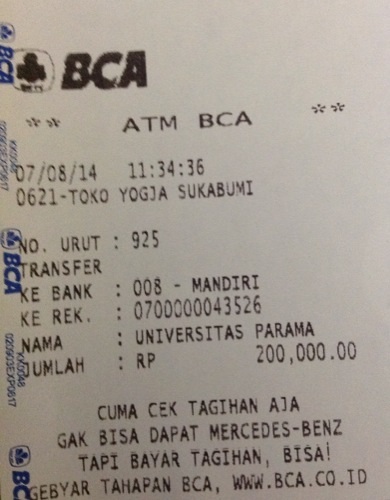 BCA
** ATM BCA **
07/08/14 11:34:36
0621-TOKO YOGJA SUKABUMI
NO. URUT : 925
TRANSFER
KE BANK : 008 - MANDIRI
KE REK. : 0700000043526
NAMA : UNIVERSITAS PARAMA
JUMLAH : RP 200,000.00
CUMA CEK TAGIHAN AJA
GAK BISA DAPAT MERCEDES-BENZ
TAPI BAYAR TAGIHAN, BISA!
GEBYAR TAHAPAN BCA, WWW.BCA.CO.ID
BCA
BCA